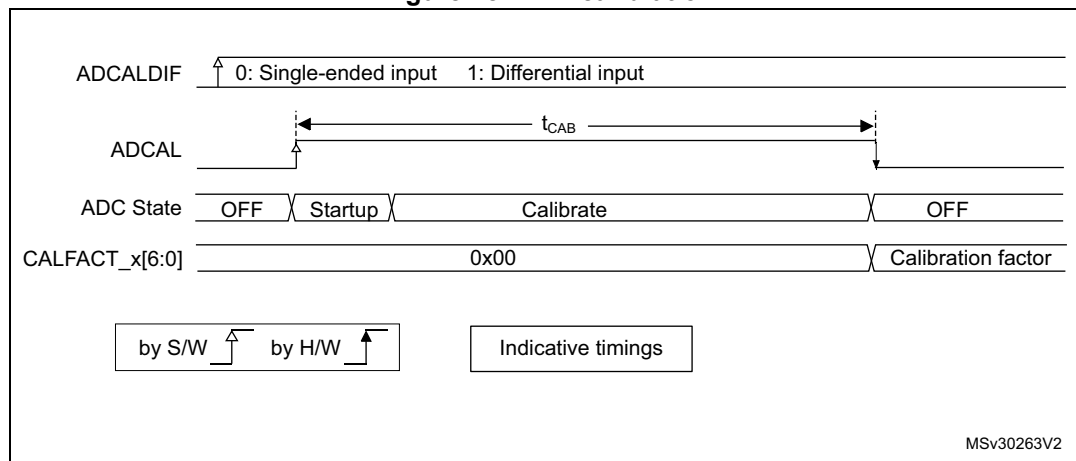 ADCALDIF 0: Single-ended input 1: Differential input
tCAB
ADCAL
ADC State OFF Startup Calibrate OFF
CALFACT_x[6:0] 0x00 Calibration factor
by S/W by H/W Indicative timings
MSv30263V2